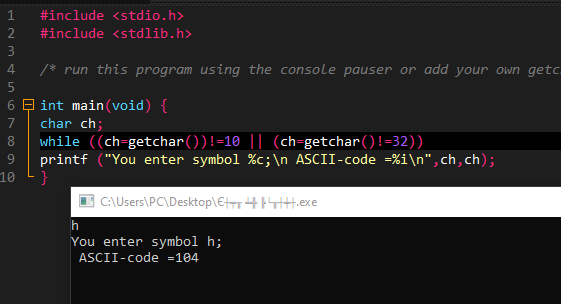 1 #include <stdio.h>
2 #include <stdlib.h>
3
4 /* run this program using the console pauser or add your own getc
5
6 int main(void) {
7 char ch;
8 while ((ch=getchar())!=10 || (ch=getchar()!=32))
9 printf ("You enter symbol %c;\n ASCII-code =%i\n",ch,ch);
10 }
C:\Users\PC\Desktop\ .exe
h
You enter symbol h;
ASCII-code =104